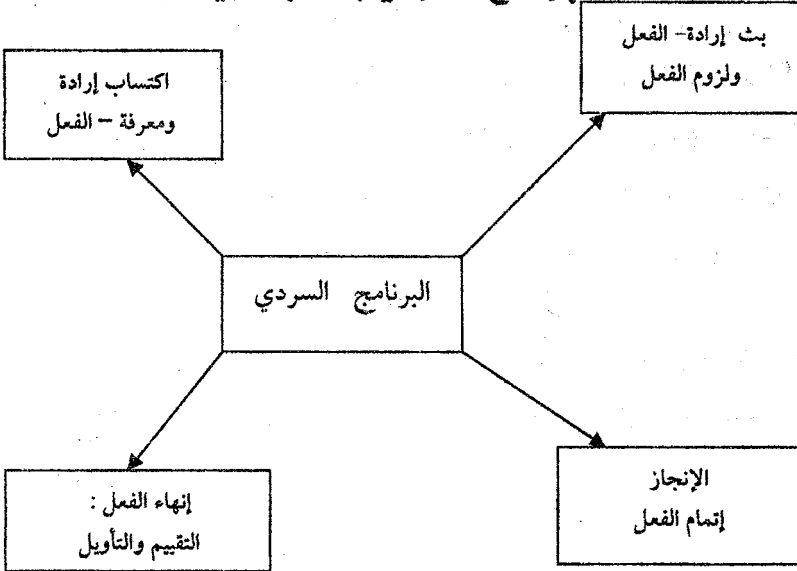 بث إرادة- الفعل
ولزوم الفعل
اكتساب إرادة
ومعرفة – الفعل
البرنامج السردي
الإنجاز
إتمام الفعل
إنهاء الفعل :
التقييم والتأويل